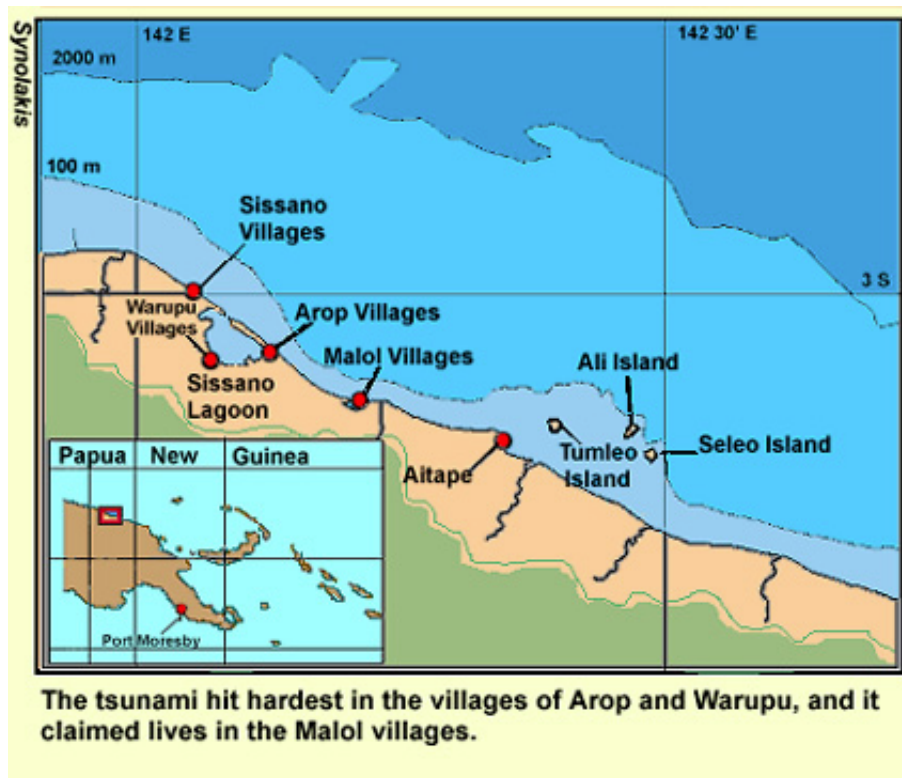 Synolakis
142 E
142 30' E
2000 m
100 m
Sissano
Villages
3 S
Warupu
Villages
Arop Villages
Malol Villages
Ali Island
Sissano
Lagoon
Seleo Island
Tumleo
Island
Aitape
Papua New Guinea
Port Moresby
The tsunami hit hardest in the villages of Arop and Warupu, and it
claimed lives in the Malol villages.